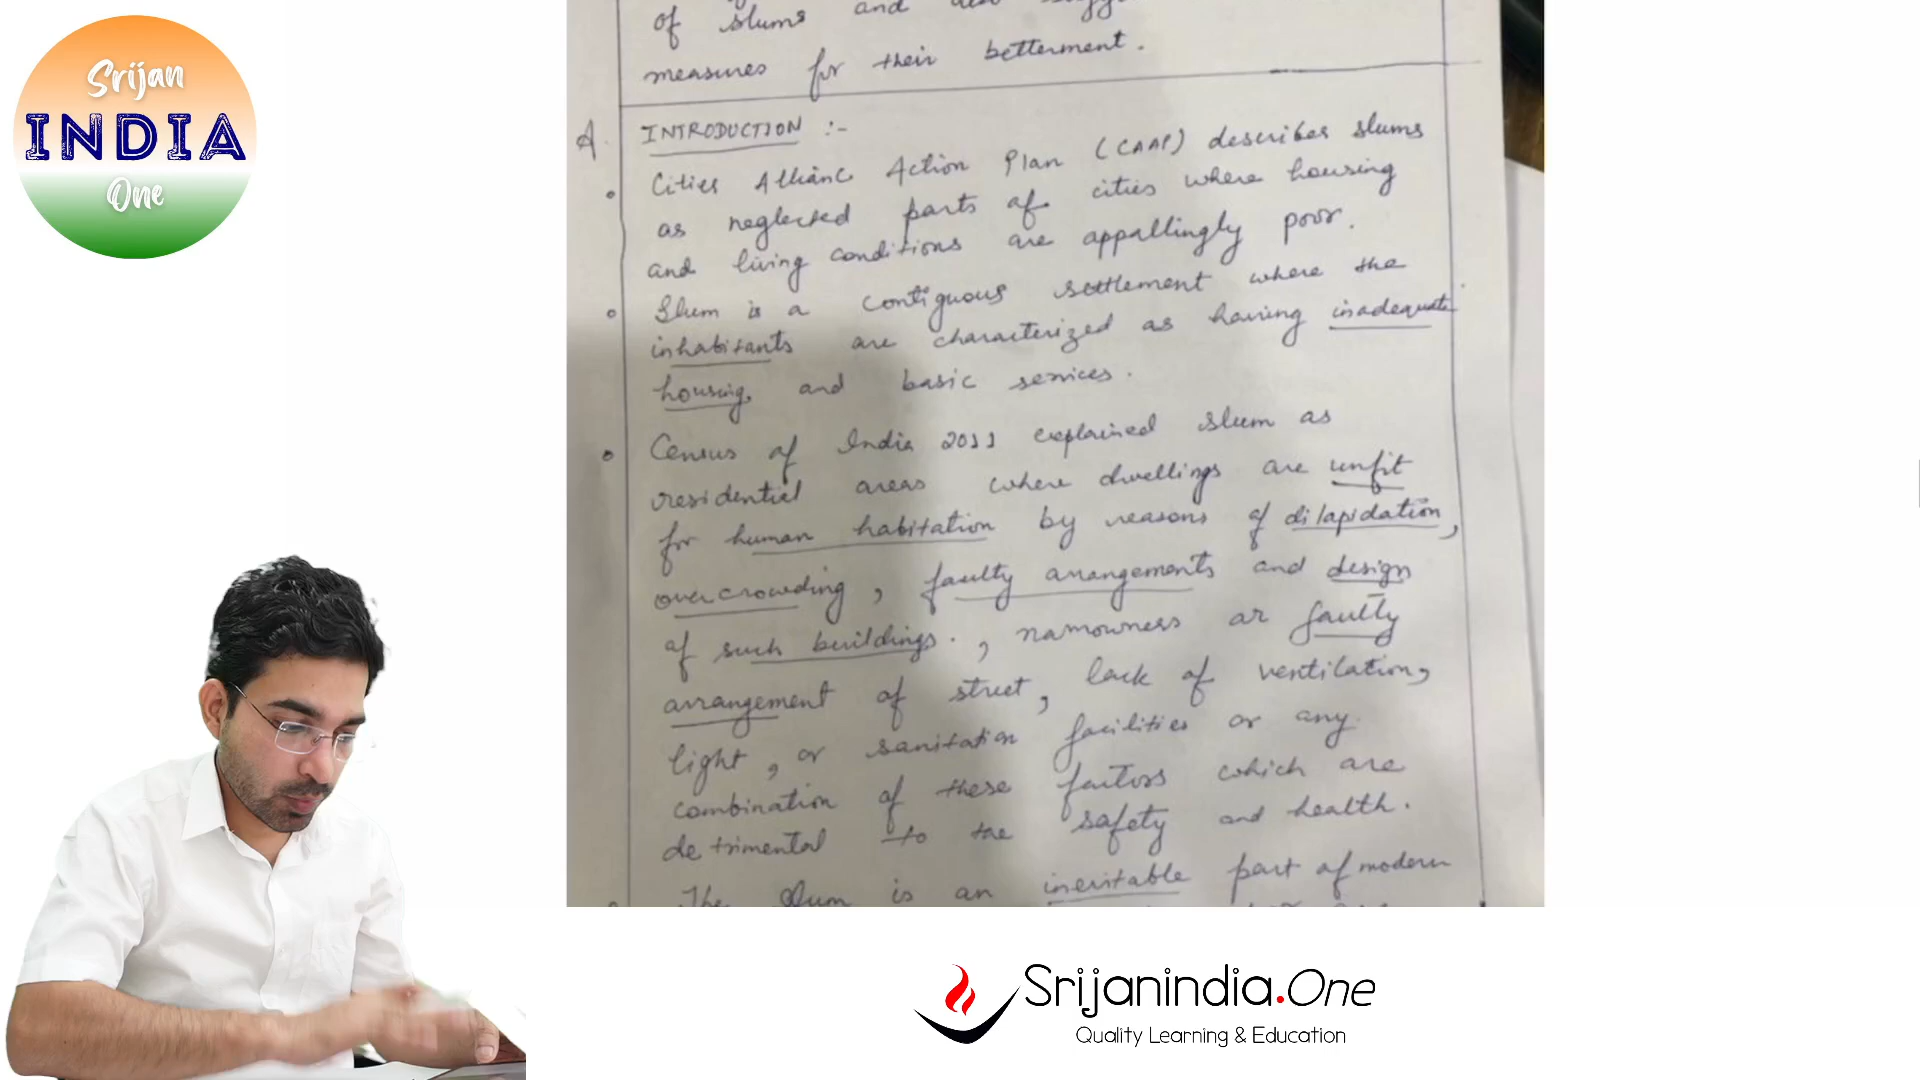 Srijan
INDIA
One
of slums and
measures for their betterment.
A. INTRODUCTION :-
Cities Alliance Action Plan (CAAP) describes slums
as neglected parts of cities where housing
and living conditions are appallingly poor.
Slum is a contiguous settlement where the
inhabitants are characterized as having inadequate
housing and basic services.
Census of India 2011 explained slum as
residential areas where dwellings are unfit
for human habitation by reasons of dilapidation,
overcrowding, faulty arrangements and design
of such buildings., narrowness or faulty
arrangement of street, lack of ventilation,
light, or sanitation facilities or any
combination of these factors which are
detrimental to the safety and health.
The Slum is an inevitable part of modern
Srijanindia.One
Quality Learning & Education